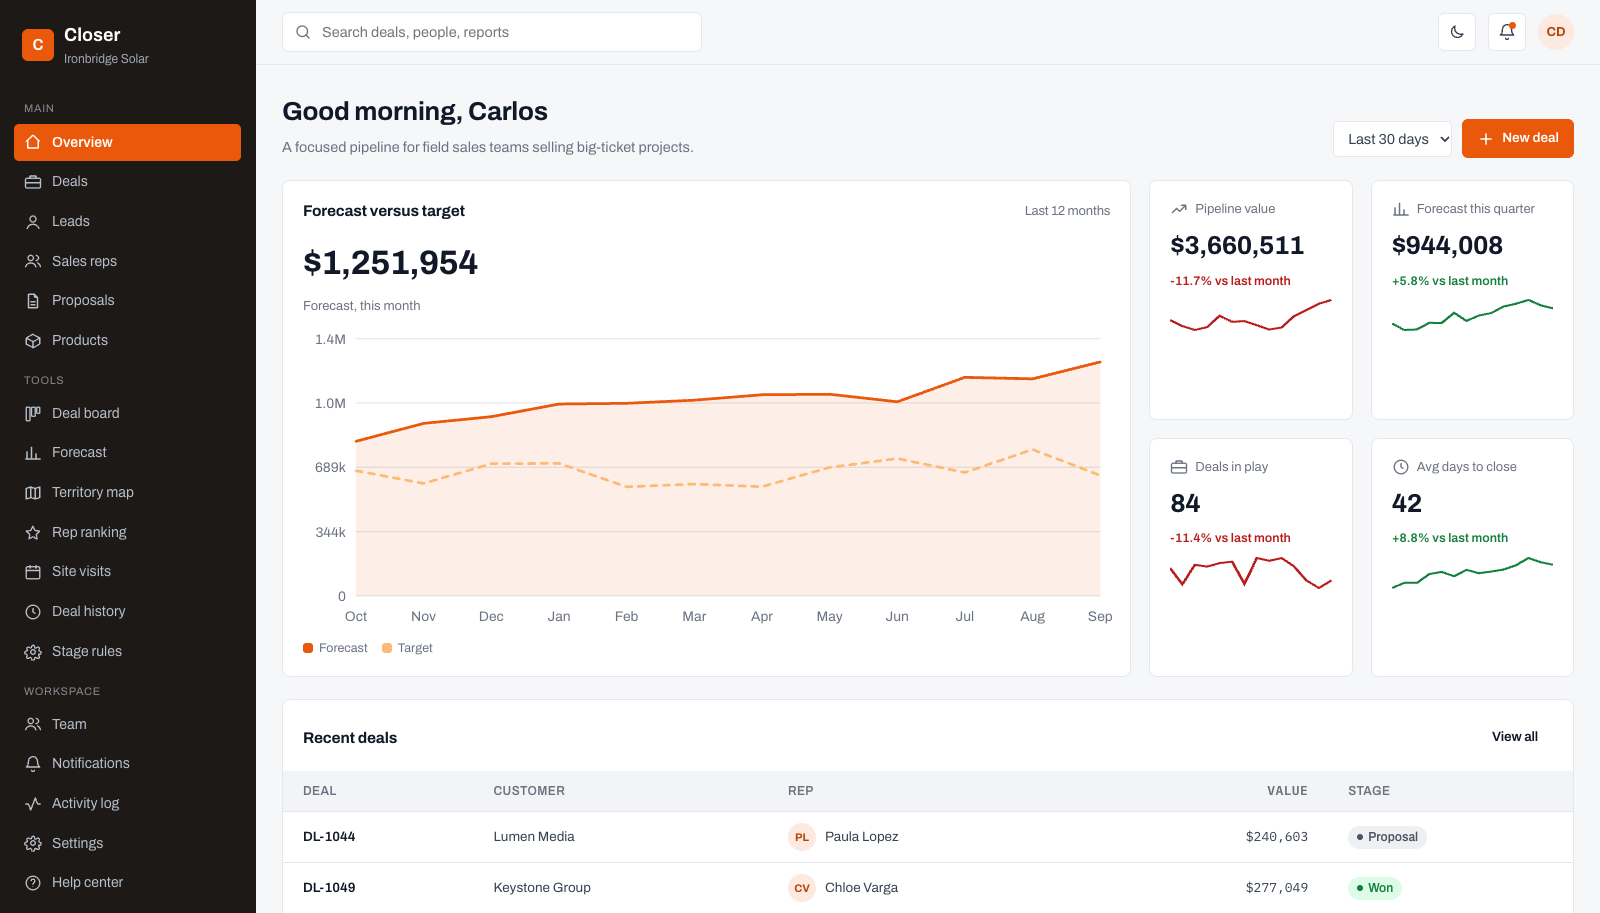 C
Closer
Ironbridge Solar
MAIN
Overview
Deals
Leads
Sales reps
Proposals
Products
TOOLS
Deal board
Forecast
Territory map
Rep ranking
Site visits
Deal history
Stage rules
WORKSPACE
Team
Notifications
Activity log
Settings
Help center
Search deals, people, reports
CD
Good morning, Carlos
A focused pipeline for field sales teams selling big-ticket projects.
Last 30 days
New deal
Forecast versus target
Last 12 months
$1,251,954
Forecast, this month
1.4M
1.0M
689k
344k
0
Oct Nov Dec Jan Feb Mar Apr May Jun Jul Aug Sep
Forecast Target
Pipeline value
$3,660,511
-11.7% vs last month
Forecast this quarter
$944,008
+5.8% vs last month
Deals in play
84
-11.4% vs last month
Avg days to close
42
+8.8% vs last month
Recent deals
View all
DEAL CUSTOMER REP VALUE STAGE
DL-1044 Lumen Media PL Paula Lopez $240,603 Proposal
DL-1049 Keystone Group CV Chloe Varga $277,049 Won